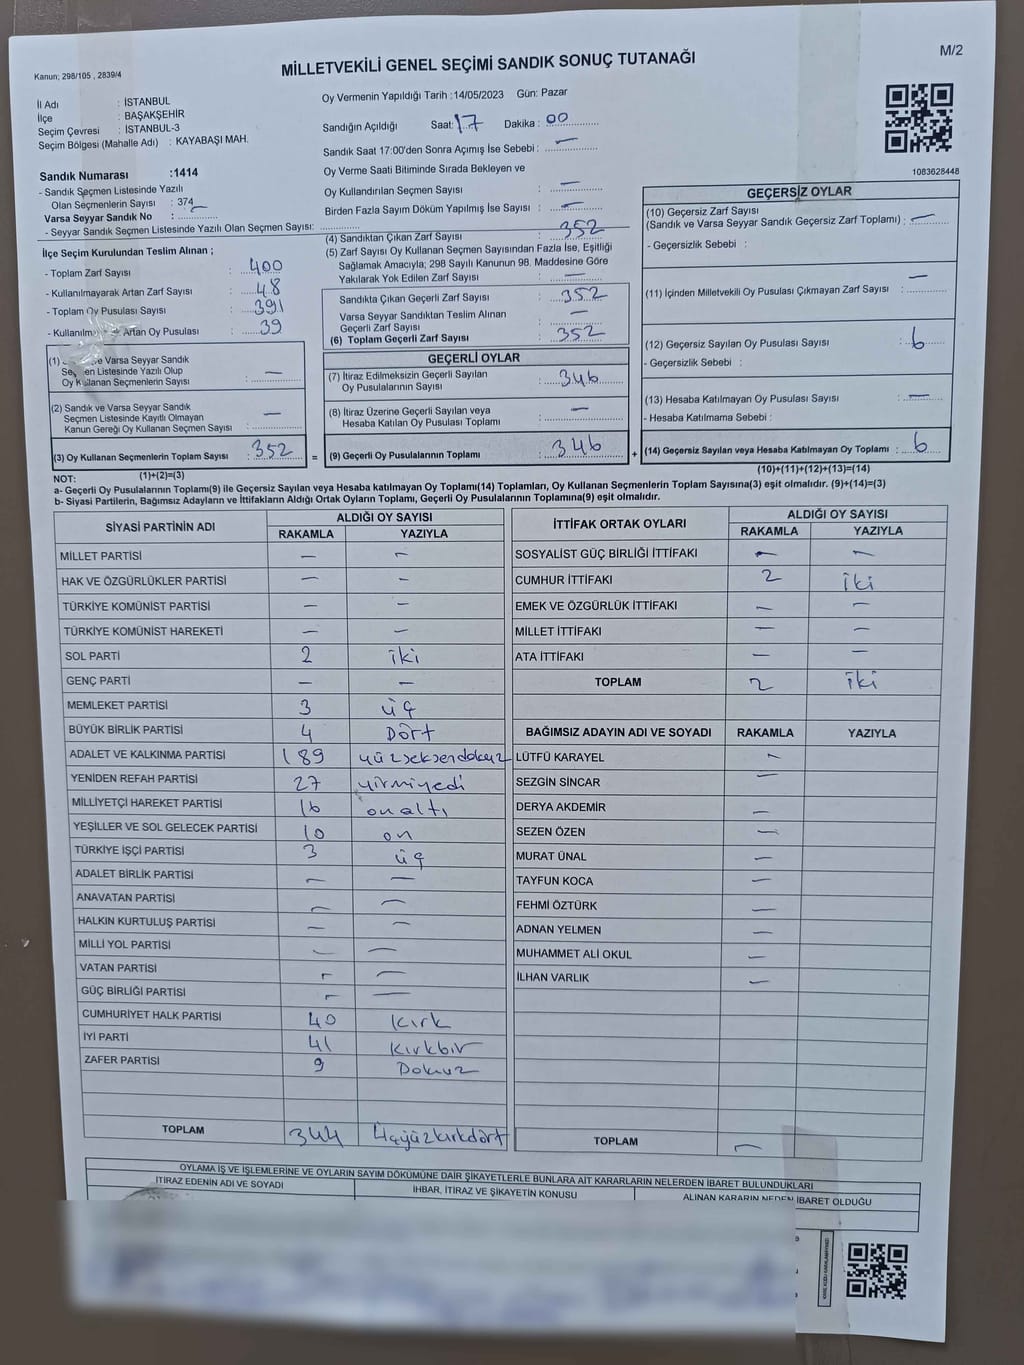 Kanun; 298/105 , 2839/4
MİLLETVEKİLİ GENEL SEÇİMİ SANDIK SONUÇ TUTANAĞI
M/2
İl Adı : İSTANBUL
İlçe : BAŞAKŞEHİR
Seçim Çevresi : İSTANBUL-3
Seçim Bölgesi (Mahalle Adı) : KAYABAŞI MAH.
Sandık Numarası :1414
- Sandık Seçmen Listesinde Yazılı
Olan Seçmenlerin Sayısı : 374
Varsa Seyyar Sandık No :
- Seyyar Sandık Seçmen Listesinde Yazılı Olan Seçmen Sayısı:
Oy Vermenin Yapıldığı Tarih :14/05/2023 Gün: Pazar
Sandığın Açıldığı Saat: 17 Dakika : 00
Sandık Saat 17:00'den Sonra Açımış İse Sebebi : —
Oy Verme Saati Bitiminde Sırada Bekleyen ve
Oy Kullandırılan Seçmen Sayısı : —
Birden Fazla Sayım Döküm Yapılmış İse Sayısı : —
1083628448
İlçe Seçim Kurulundan Teslim Alınan ;
- Toplam Zarf Sayısı : 400
- Kullanılmayarak Artan Zarf Sayısı : 48
- Toplam Oy Pusulası Sayısı : 391
- Artan Oy Pusulası : 39
(1) Varsa Seyyar Sandık
Listesinde Yazılı Olup
Oy Kullanan Seçmenlerin Sayısı : —
(2) Sandık ve Varsa Seyyar Sandık
Seçmen Listesinde Kayıtlı Olmayan
Kanun Gereği Oy Kullanan Seçmen Sayısı : —
(3) Oy Kullanan Seçmenlerin Toplam Sayısı : 352
(1)+(2)=(3)
(4) Sandıktan Çıkan Zarf Sayısı : 352
(5) Zarf Sayısı Oy Kullanan Seçmen Sayısından Fazla İse, Eşitliği
Sağlamak Amacıyla; 298 Sayılı Kanunun 98. Maddesine Göre
Yakılarak Yok Edilen Zarf Sayısı : —
Sandıkta Çıkan Geçerli Zarf Sayısı : 352
Varsa Seyyar Sandıktan Teslim Alınan
Geçerli Zarf Sayısı : —
(6) Toplam Geçerli Zarf Sayısı : 352
GEÇERLİ OYLAR
(7) İtiraz Edilmeksizin Geçerli Sayılan
Oy Pusulalarının Sayısı : 346
(8) İtiraz Üzerine Geçerli Sayılan veya
Hesaba Katılan Oy Pusulası Toplamı : —
= (9) Geçerli Oy Pusulalarının Toplamı : 346
GEÇERSİZ OYLAR
(10) Geçersiz Zarf Sayısı
(Sandık ve Varsa Seyyar Sandık Geçersiz Zarf Toplamı) : —
- Geçersizlik Sebebi :
(11) İçinden Milletvekili Oy Pusulası Çıkmayan Zarf Sayısı : —
(12) Geçersiz Sayılan Oy Pusulası Sayısı : 6
- Geçersizlik Sebebi :
(13) Hesaba Katılmayan Oy Pusulası Sayısı : —
- Hesaba Katılmama Sebebi :
+ (14) Geçersiz Sayılan veya Hesaba Katılmayan Oy Toplamı : 6
(10)+(11)+(12)+(13)=(14)
NOT:
a- Geçerli Oy Pusulalarının Toplamı(9) ile Geçersiz Sayılan veya Hesaba katılmayan Oy Toplamı(14) Toplamları, Oy Kullanan Seçmenlerin Toplam Sayısına(3) eşit olmalıdır. (9)+(14)=(3)
b- Siyasi Partilerin, Bağımsız Adayların ve İttifakların Aldığı Ortak Oyların Toplamı, Geçerli Oy Pusulalarının Toplamına(9) eşit olmalıdır.
SİYASİ PARTİNİN ADI ALDIĞI OY SAYISI
RAKAMLA YAZIYLA
MİLLET PARTİSİ — —
HAK VE ÖZGÜRLÜKLER PARTİSİ — —
TÜRKİYE KOMÜNİST PARTİSİ — —
TÜRKİYE KOMÜNİST HAREKETİ — —
SOL PARTİ 2 iki
GENÇ PARTİ — —
MEMLEKET PARTİSİ 3 üç
BÜYÜK BİRLİK PARTİSİ 4 Dört
ADALET VE KALKINMA PARTİSİ 189 yüzseksendokuz
YENİDEN REFAH PARTİSİ 27 yirmiyedi
MİLLİYETÇİ HAREKET PARTİSİ 16 onaltı
YEŞİLLER VE SOL GELECEK PARTİSİ 10 on
TÜRKİYE İŞÇİ PARTİSİ 3 üç
ADALET BİRLİK PARTİSİ — —
ANAVATAN PARTİSİ — —
HALKIN KURTULUŞ PARTİSİ — —
MİLLİ YOL PARTİSİ — —
VATAN PARTİSİ — —
GÜÇ BİRLİĞİ PARTİSİ — —
CUMHURİYET HALK PARTİSİ 40 kırk
İYİ PARTİ 41 kırkbir
ZAFER PARTİSİ 9 Dokuz
TOPLAM 344 üçyüzkırkdört
İTTİFAK ORTAK OYLARI ALDIĞI OY SAYISI
RAKAMLA YAZIYLA
SOSYALİST GÜÇ BİRLİĞİ İTTİFAKI — —
CUMHUR İTTİFAKI 2 iki
EMEK VE ÖZGÜRLÜK İTTİFAKI — —
MİLLET İTTİFAKI — —
ATA İTTİFAKI — —
TOPLAM 2 iki
BAĞIMSIZ ADAYIN ADI VE SOYADI RAKAMLA YAZIYLA
LÜTFÜ KARAYEL —
SEZGİN SİNCAR —
DERYA AKDEMİR —
SEZEN ÖZEN —
MURAT ÜNAL —
TAYFUN KOCA —
FEHMİ ÖZTÜRK —
ADNAN YELMEN —
MUHAMMET ALİ OKUL —
İLHAN VARLIK —
TOPLAM —
OYLAMA İŞ VE İŞLEMLERİNE VE OYLARIN SAYIM DÖKÜMÜNE DAİR ŞİKAYETLERLE BUNLARA AİT KARARLARIN NELERDEN İBARET BULUNDUKLARI
İTİRAZ EDENİN ADI VE SOYADI İHBAR, İTİRAZ VE ŞİKAYETİN KONUSU ALINAN KARARIN NEDEN İBARET OLDUĞU